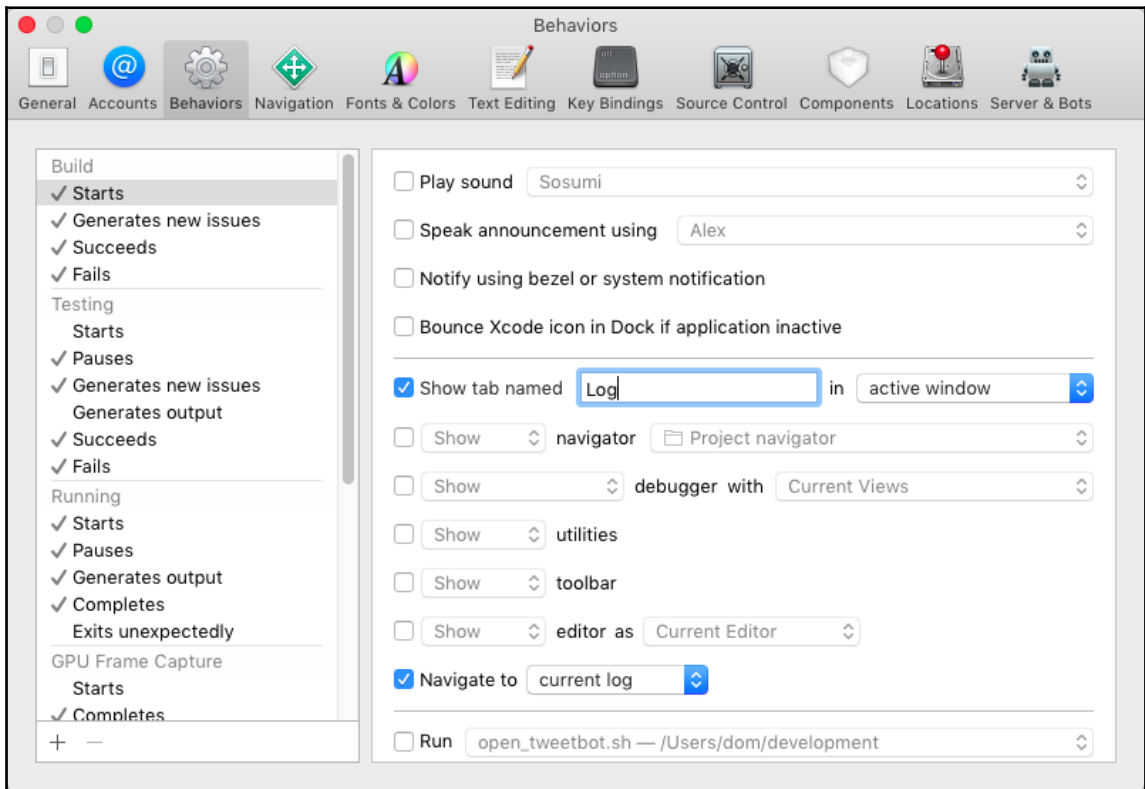 Behaviors
alt
option
General Accounts Behaviors Navigation Fonts & Colors Text Editing Key Bindings Source Control Components Locations Server & Bots
Build
✓ Starts
✓ Generates new issues
✓ Succeeds
✓ Fails
Testing
Starts
✓ Pauses
✓ Generates new issues
Generates output
✓ Succeeds
✓ Fails
Running
✓ Starts
✓ Pauses
✓ Generates output
✓ Completes
Exits unexpectedly
GPU Frame Capture
Starts
✓ Completes
+ −
Play sound Sosumi
Speak announcement using Alex
Notify using bezel or system notification
Bounce Xcode icon in Dock if application inactive
Show tab named Log in active window
Show navigator Project navigator
Show debugger with Current Views
Show utilities
Show toolbar
Show editor as Current Editor
Navigate to current log
Run open_tweetbot.sh — /Users/dom/development